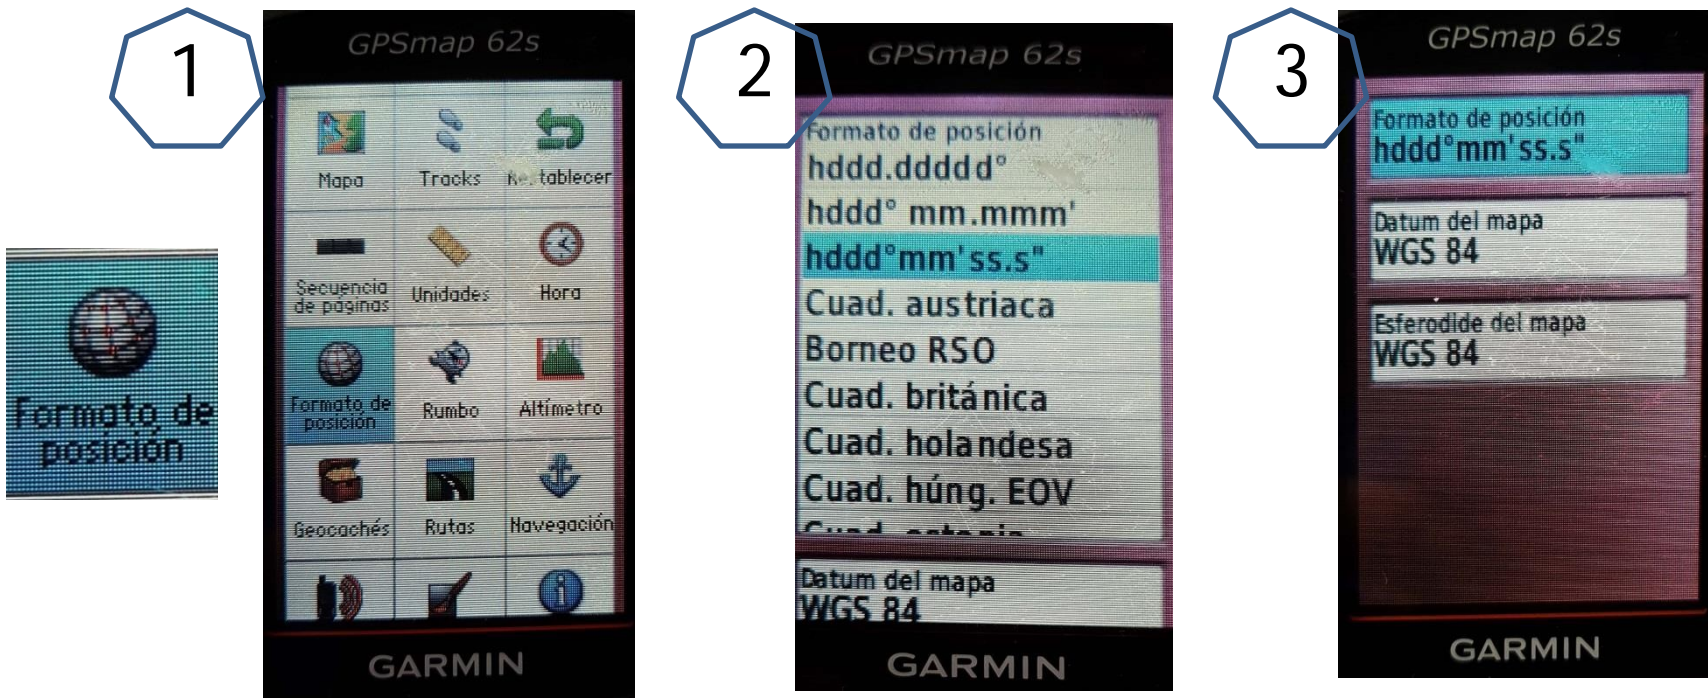 Formato de
posición
1
GPSmap 62s
Mapa
Tracks
Restablecer
Secuencia
de páginas
Unidades
Hora
Formato de
posición
Rumbo
Altímetro
Geocachés
Rutas
Navegación
GARMIN
2
GPSmap 62s
Formato de posición
hddd.ddddd°
hddd° mm.mmm'
hddd°mm'ss.s"
Cuad. austriaca
Borneo RSO
Cuad. británica
Cuad. holandesa
Cuad. húng. EOV
Cuad. estonia
Datum del mapa
WGS 84
GARMIN
3
GPSmap 62s
Formato de posición
hddd°mm'ss.s"
Datum del mapa
WGS 84
Esferodide del mapa
WGS 84
GARMIN